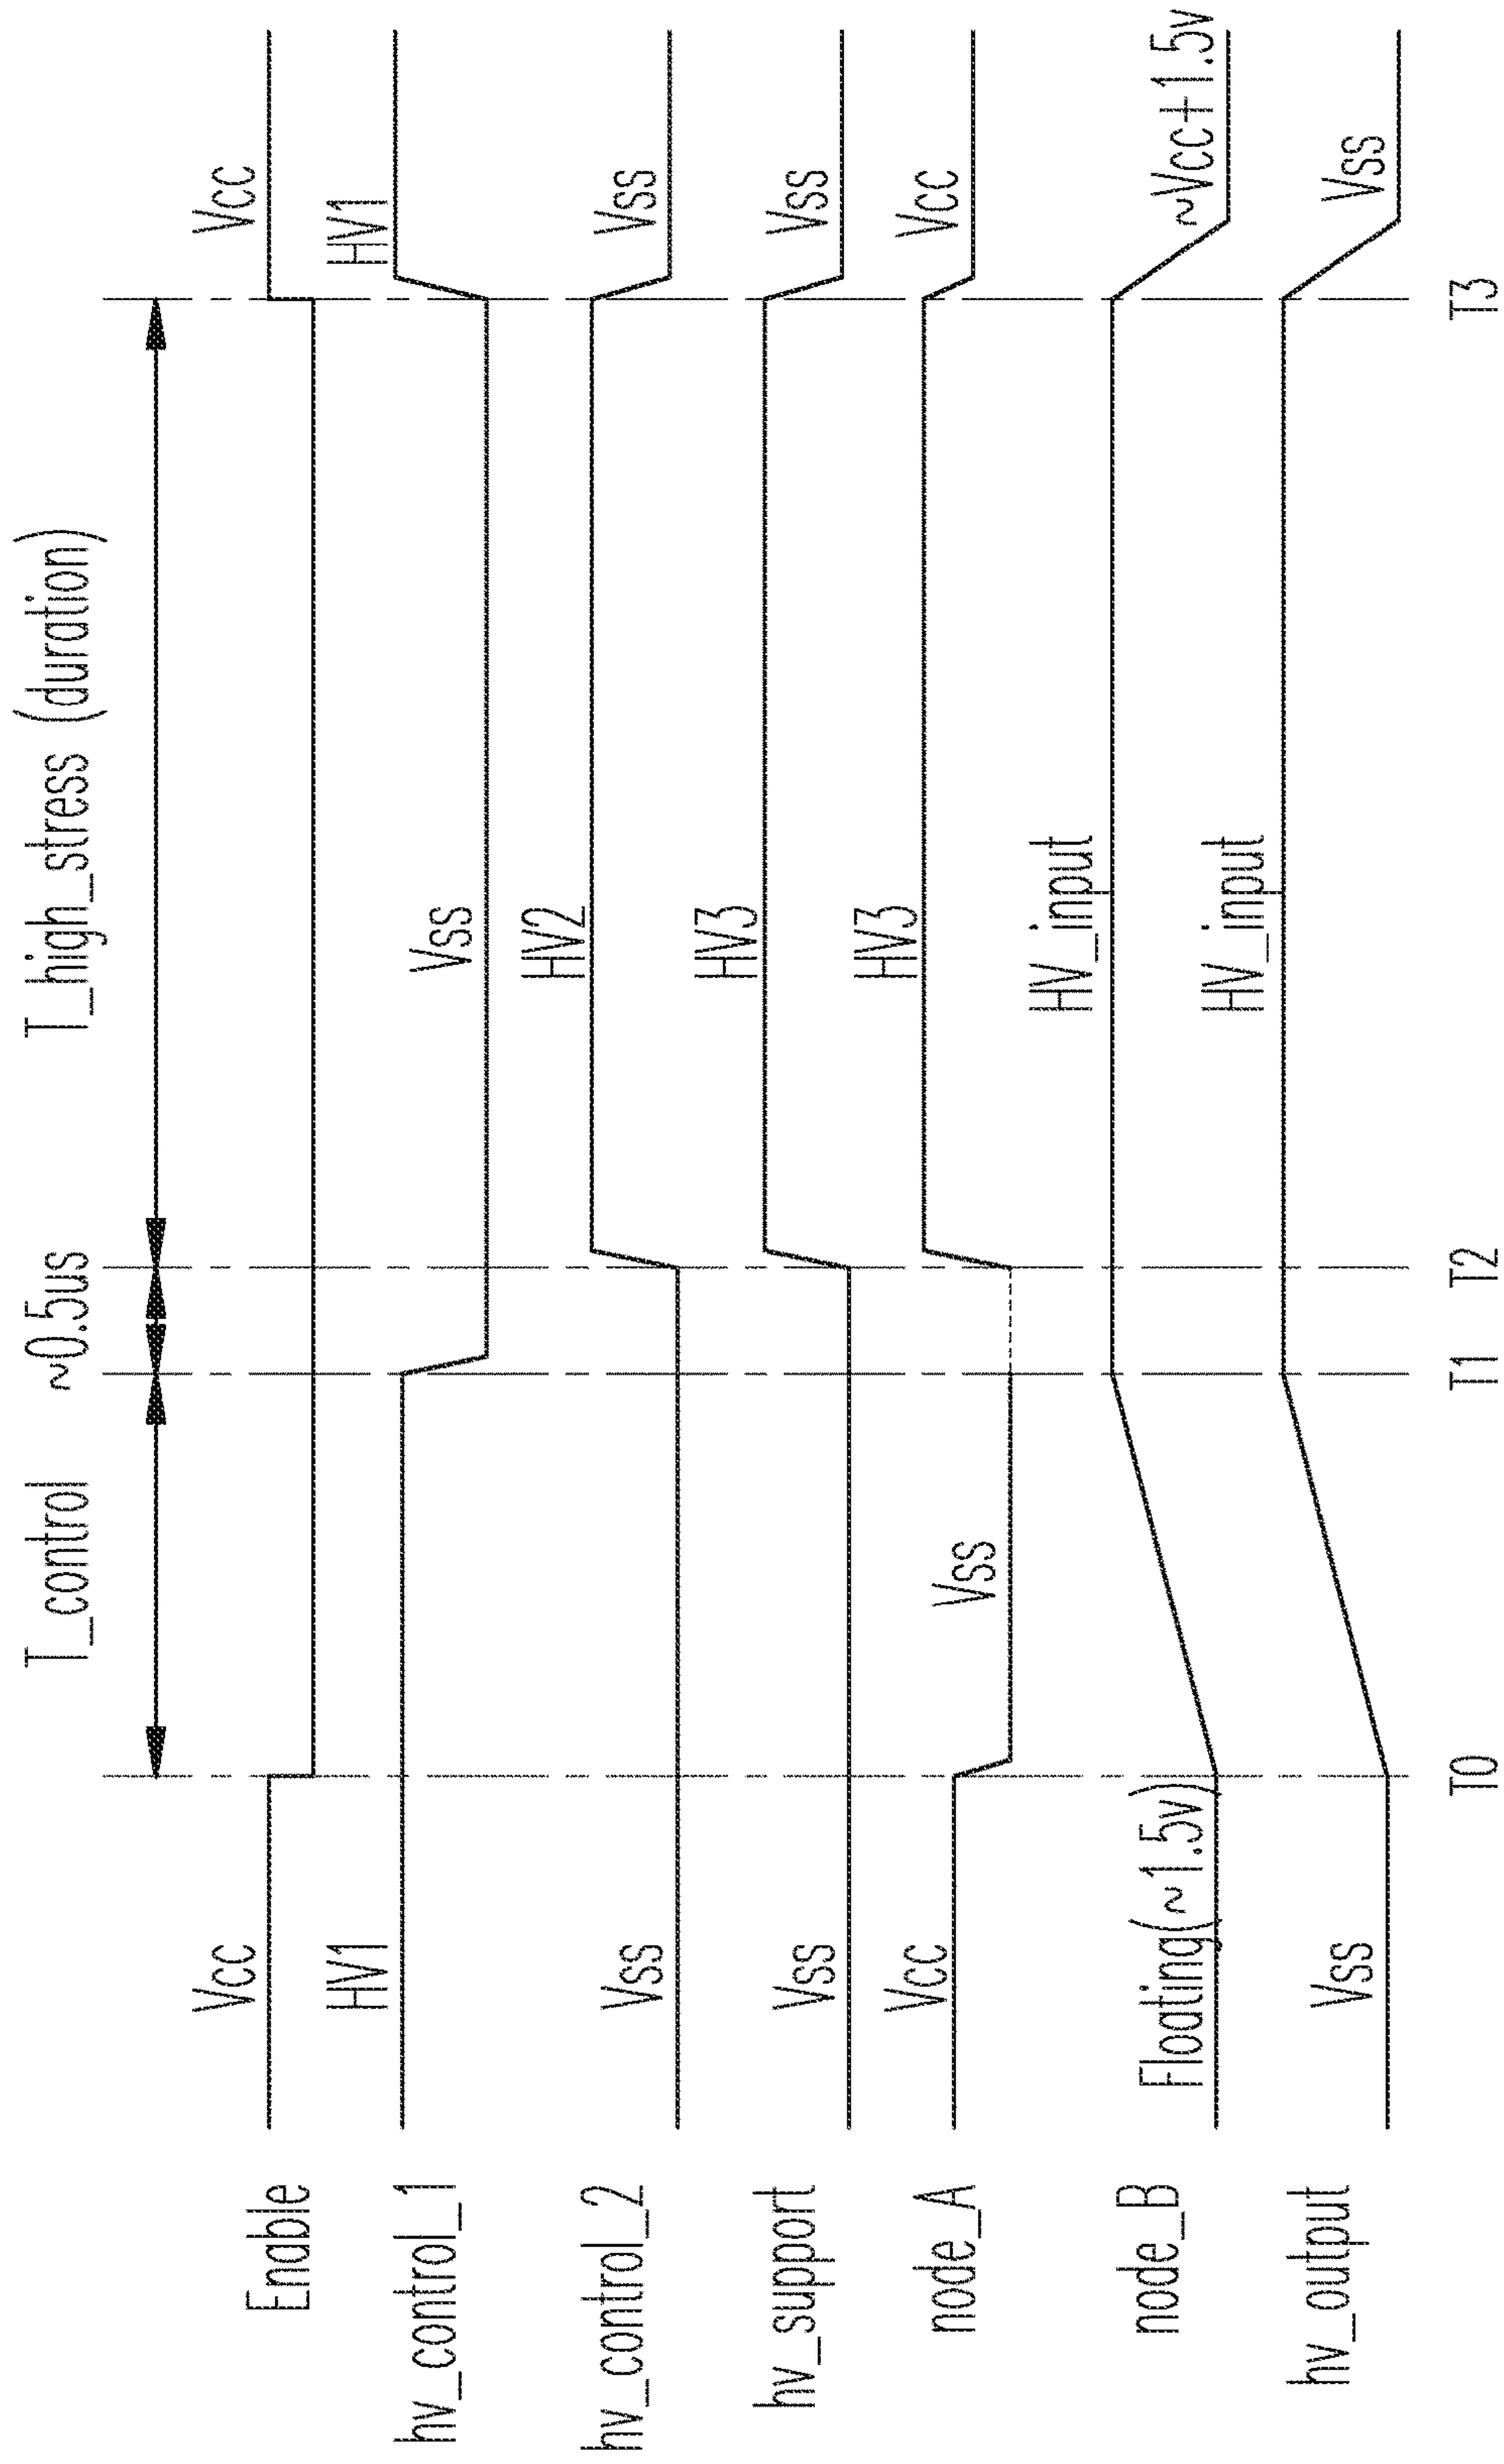 T_control ~0.5us T_high_stress (duration)
Enable Vcc Vcc
hv_control_1 HV1 Vss HV1
hv_control_2 Vss HV2 Vss
hv_support Vss HV3 Vss
node_A Vcc Vss HV3 Vcc
node_B Floating(~1.5v) HV_input ~Vcc+1.5v
hv_output Vss HV_input Vss
T0 T1 T2 T3